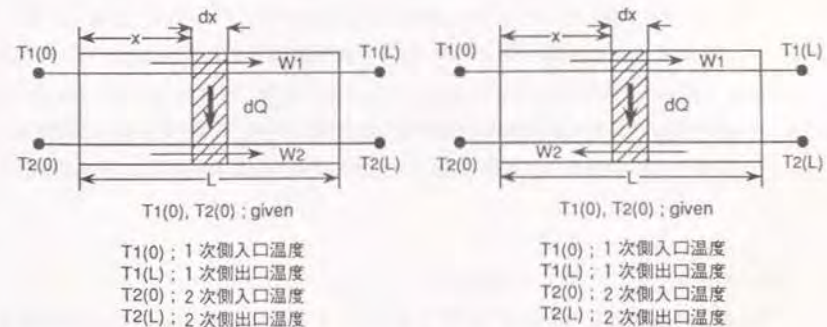 dx
x
T1(0)
T1(L)
W1
dQ
W2
T2(0)
T2(L)
L
T1(0), T2(0) ; given
T1(0) ; 1 次側入口温度
T1(L) ; 1 次側出口温度
T2(0) ; 2 次側入口温度
T2(L) ; 2 次側出口温度
dx
x
T1(0)
T1(L)
W1
dQ
W2
T2(0)
T2(L)
L
T1(0), T2(0) ; given
T1(0) ; 1 次側入口温度
T1(L) ; 1 次側出口温度
T2(0) ; 2 次側入口温度
T2(L) ; 2 次側出口温度